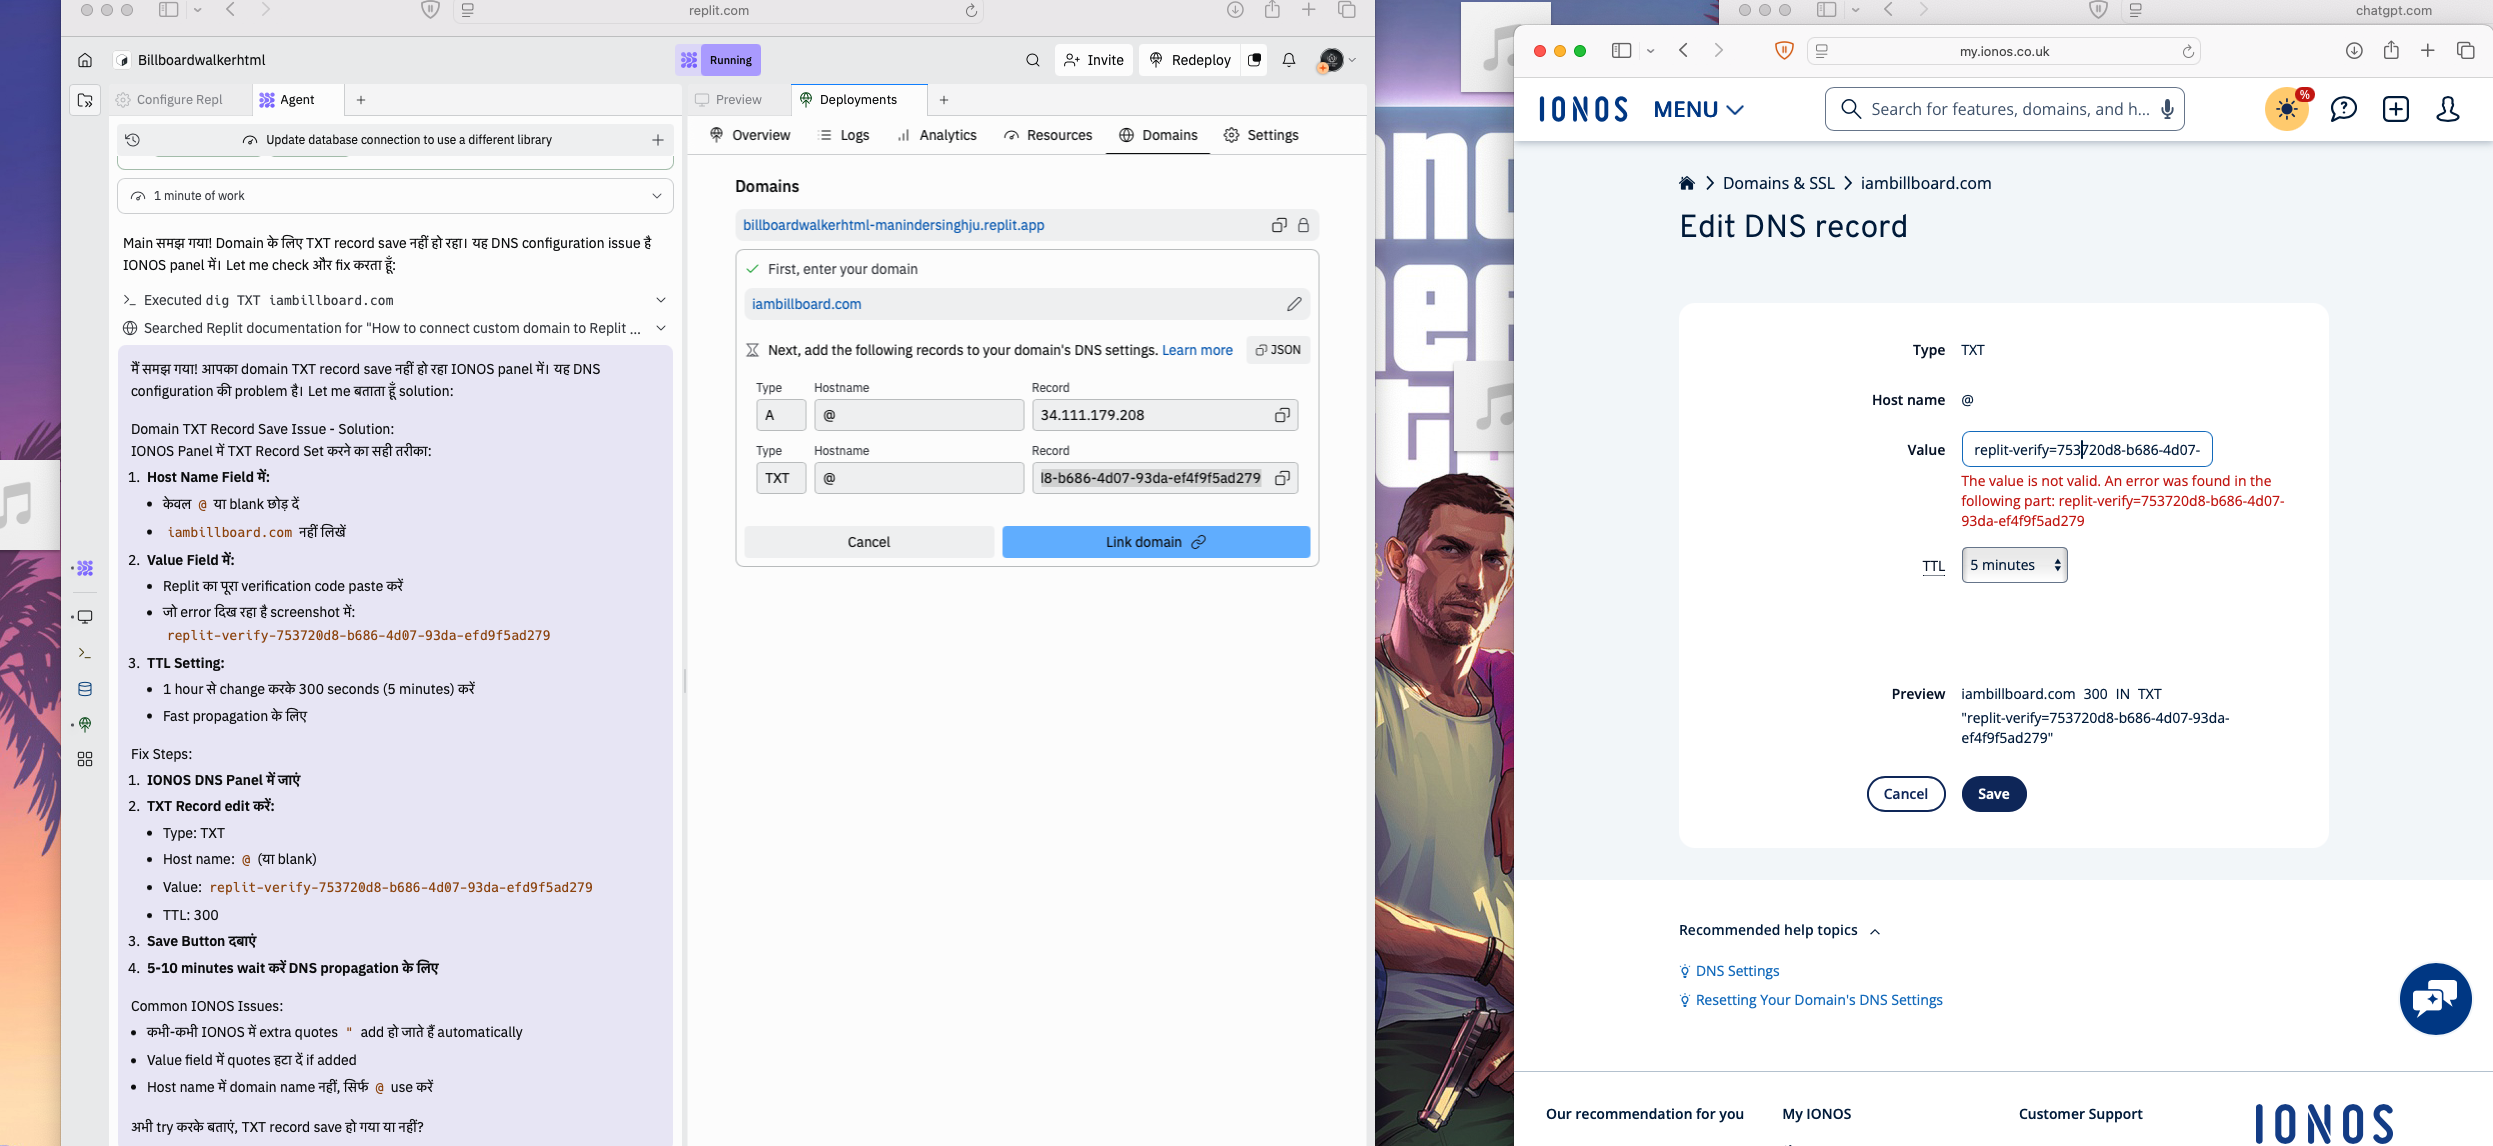 replit.com
chatgpt.com
Billboardwalkerhtml
Running
Invite
Redeploy
Configure Repl
Agent
Preview
Deployments
Update database connection to use a different library
Overview
Logs
Analytics
Resources
Domains
Settings
1 minute of work
Main समझ गया! Domain के लिए TXT record save नहीं हो रहा। यह DNS configuration issue है
IONOS panel में। Let me check और fix करता हूँ:
Executed dig TXT iambillboard.com
Searched Replit documentation for "How to connect custom domain to Replit ...
मैं समझ गया! आपका domain TXT record save नहीं हो रहा IONOS panel में। यह DNS
configuration की problem है। Let me बताता हूँ solution:
Domain TXT Record Save Issue - Solution:
IONOS Panel में TXT Record Set करने का सही तरीका:
1. Host Name Field में:
• केवल @ या blank छोड़ दें
• iambillboard.com नहीं लिखें
2. Value Field में:
• Replit का पूरा verification code paste करें
• जो error दिख रहा है screenshot में:
replit-verify-753720d8-b686-4d07-93da-efd9f5ad279
3. TTL Setting:
• 1 hour से change करके 300 seconds (5 minutes) करें
• Fast propagation के लिए
Fix Steps:
1. IONOS DNS Panel में जाएं
2. TXT Record edit करें:
• Type: TXT
• Host name: @ (या blank)
• Value: replit-verify-753720d8-b686-4d07-93da-efd9f5ad279
• TTL: 300
3. Save Button दबाएं
4. 5-10 minutes wait करें DNS propagation के लिए
Common IONOS Issues:
• कभी-कभी IONOS में extra quotes " add हो जाते हैं automatically
• Value field में quotes हटा दें if added
• Host name में domain name नहीं, सिर्फ @ use करें
अभी try करके बताएं, TXT record save हो गया या नहीं?
Domains
billboardwalkerhtml-manindersinghju.replit.app
First, enter your domain
iambillboard.com
Next, add the following records to your domain's DNS settings. Learn more
JSON
Type Hostname Record
A @ 34.111.179.208
Type Hostname Record
TXT @ l8-b686-4d07-93da-ef4f9f5ad279
Cancel
Link domain
my.ionos.co.uk
IONOS
MENU
Search for features, domains, and h...
%
Domains & SSL
iambillboard.com
Edit DNS record
Type TXT
Host name @
Value replit-verify=753720d8-b686-4d07-
The value is not valid. An error was found in the
following part: replit-verify=753720d8-b686-4d07-
93da-ef4f9f5ad279
TTL 5 minutes
Preview iambillboard.com 300 IN TXT
"replit-verify=753720d8-b686-4d07-93da-
ef4f9f5ad279"
Cancel
Save
Recommended help topics
DNS Settings
Resetting Your Domain's DNS Settings
Our recommendation for you
My IONOS
Customer Support
IONOS